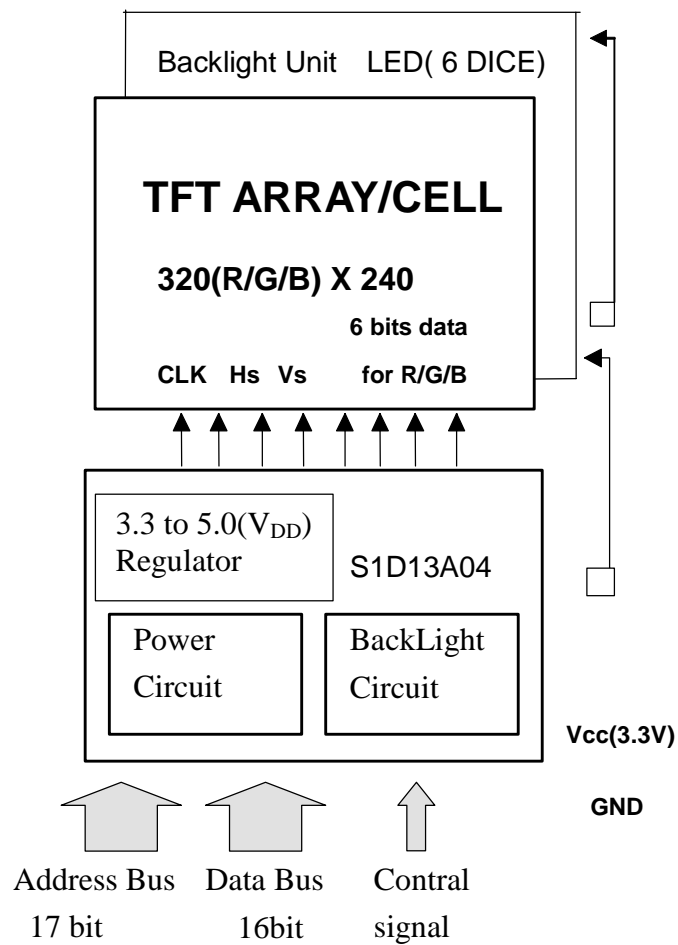 Backlight Unit LED( 6 DICE)
TFT ARRAY/CELL
320(R/G/B) X 240
6 bits data
CLK Hs Vs for R/G/B
3.3 to 5.0(VDD)
Regulator
S1D13A04
Power
Circuit
BackLight
Circuit
Vcc(3.3V)
GND
Address Bus
17 bit
Data Bus
16bit
Contral
signal